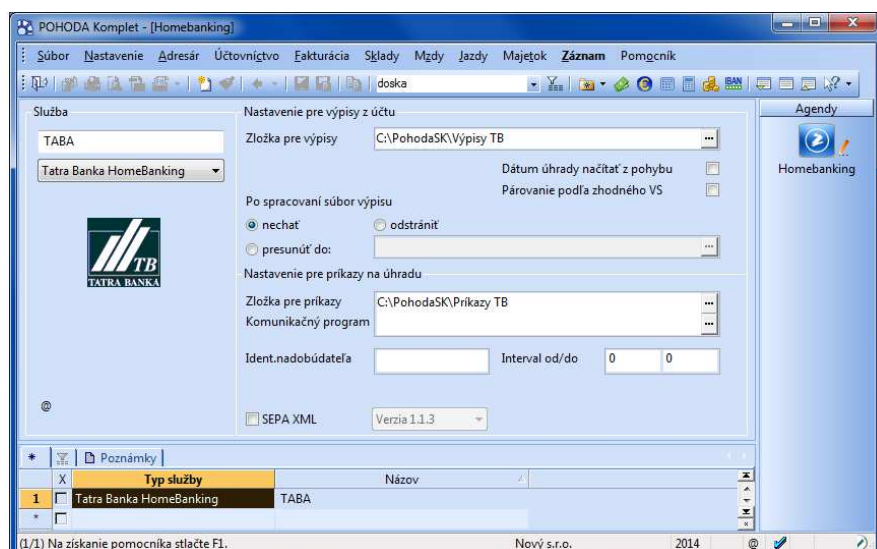 POHODA Komplet - [Homebanking]
Súbor Nastavenie Adresár Účtovníctvo Fakturácia Sklady Mzdy Jazdy Majetok Záznam Pomocník
doska IBAN
Služba
TABA
Tatra Banka HomeBanking
TB
TATRA BANKA
@
Nastavenie pre výpisy z účtu
Zložka pre výpisy C:\PohodaSK\Výpisy TB ...
Dátum úhrady načítať z pohybu
Párovanie podľa zhodného VS
Po spracovaní súbor výpisu
nechať odstrániť
presunúť do: ...
Nastavenie pre príkazy na úhradu
Zložka pre príkazy C:\PohodaSK\Príkazy TB ...
Komunikačný program ...
Ident.nadobúdateľa Interval od/do 0 0
SEPA XML Verzia 1.1.3
Agendy
Homebanking
* Poznámky
X Typ služby Názov
1 Tatra Banka HomeBanking TABA
*
(1/1) Na získanie pomocníka stlačte F1. Nový s.r.o. 2014 @